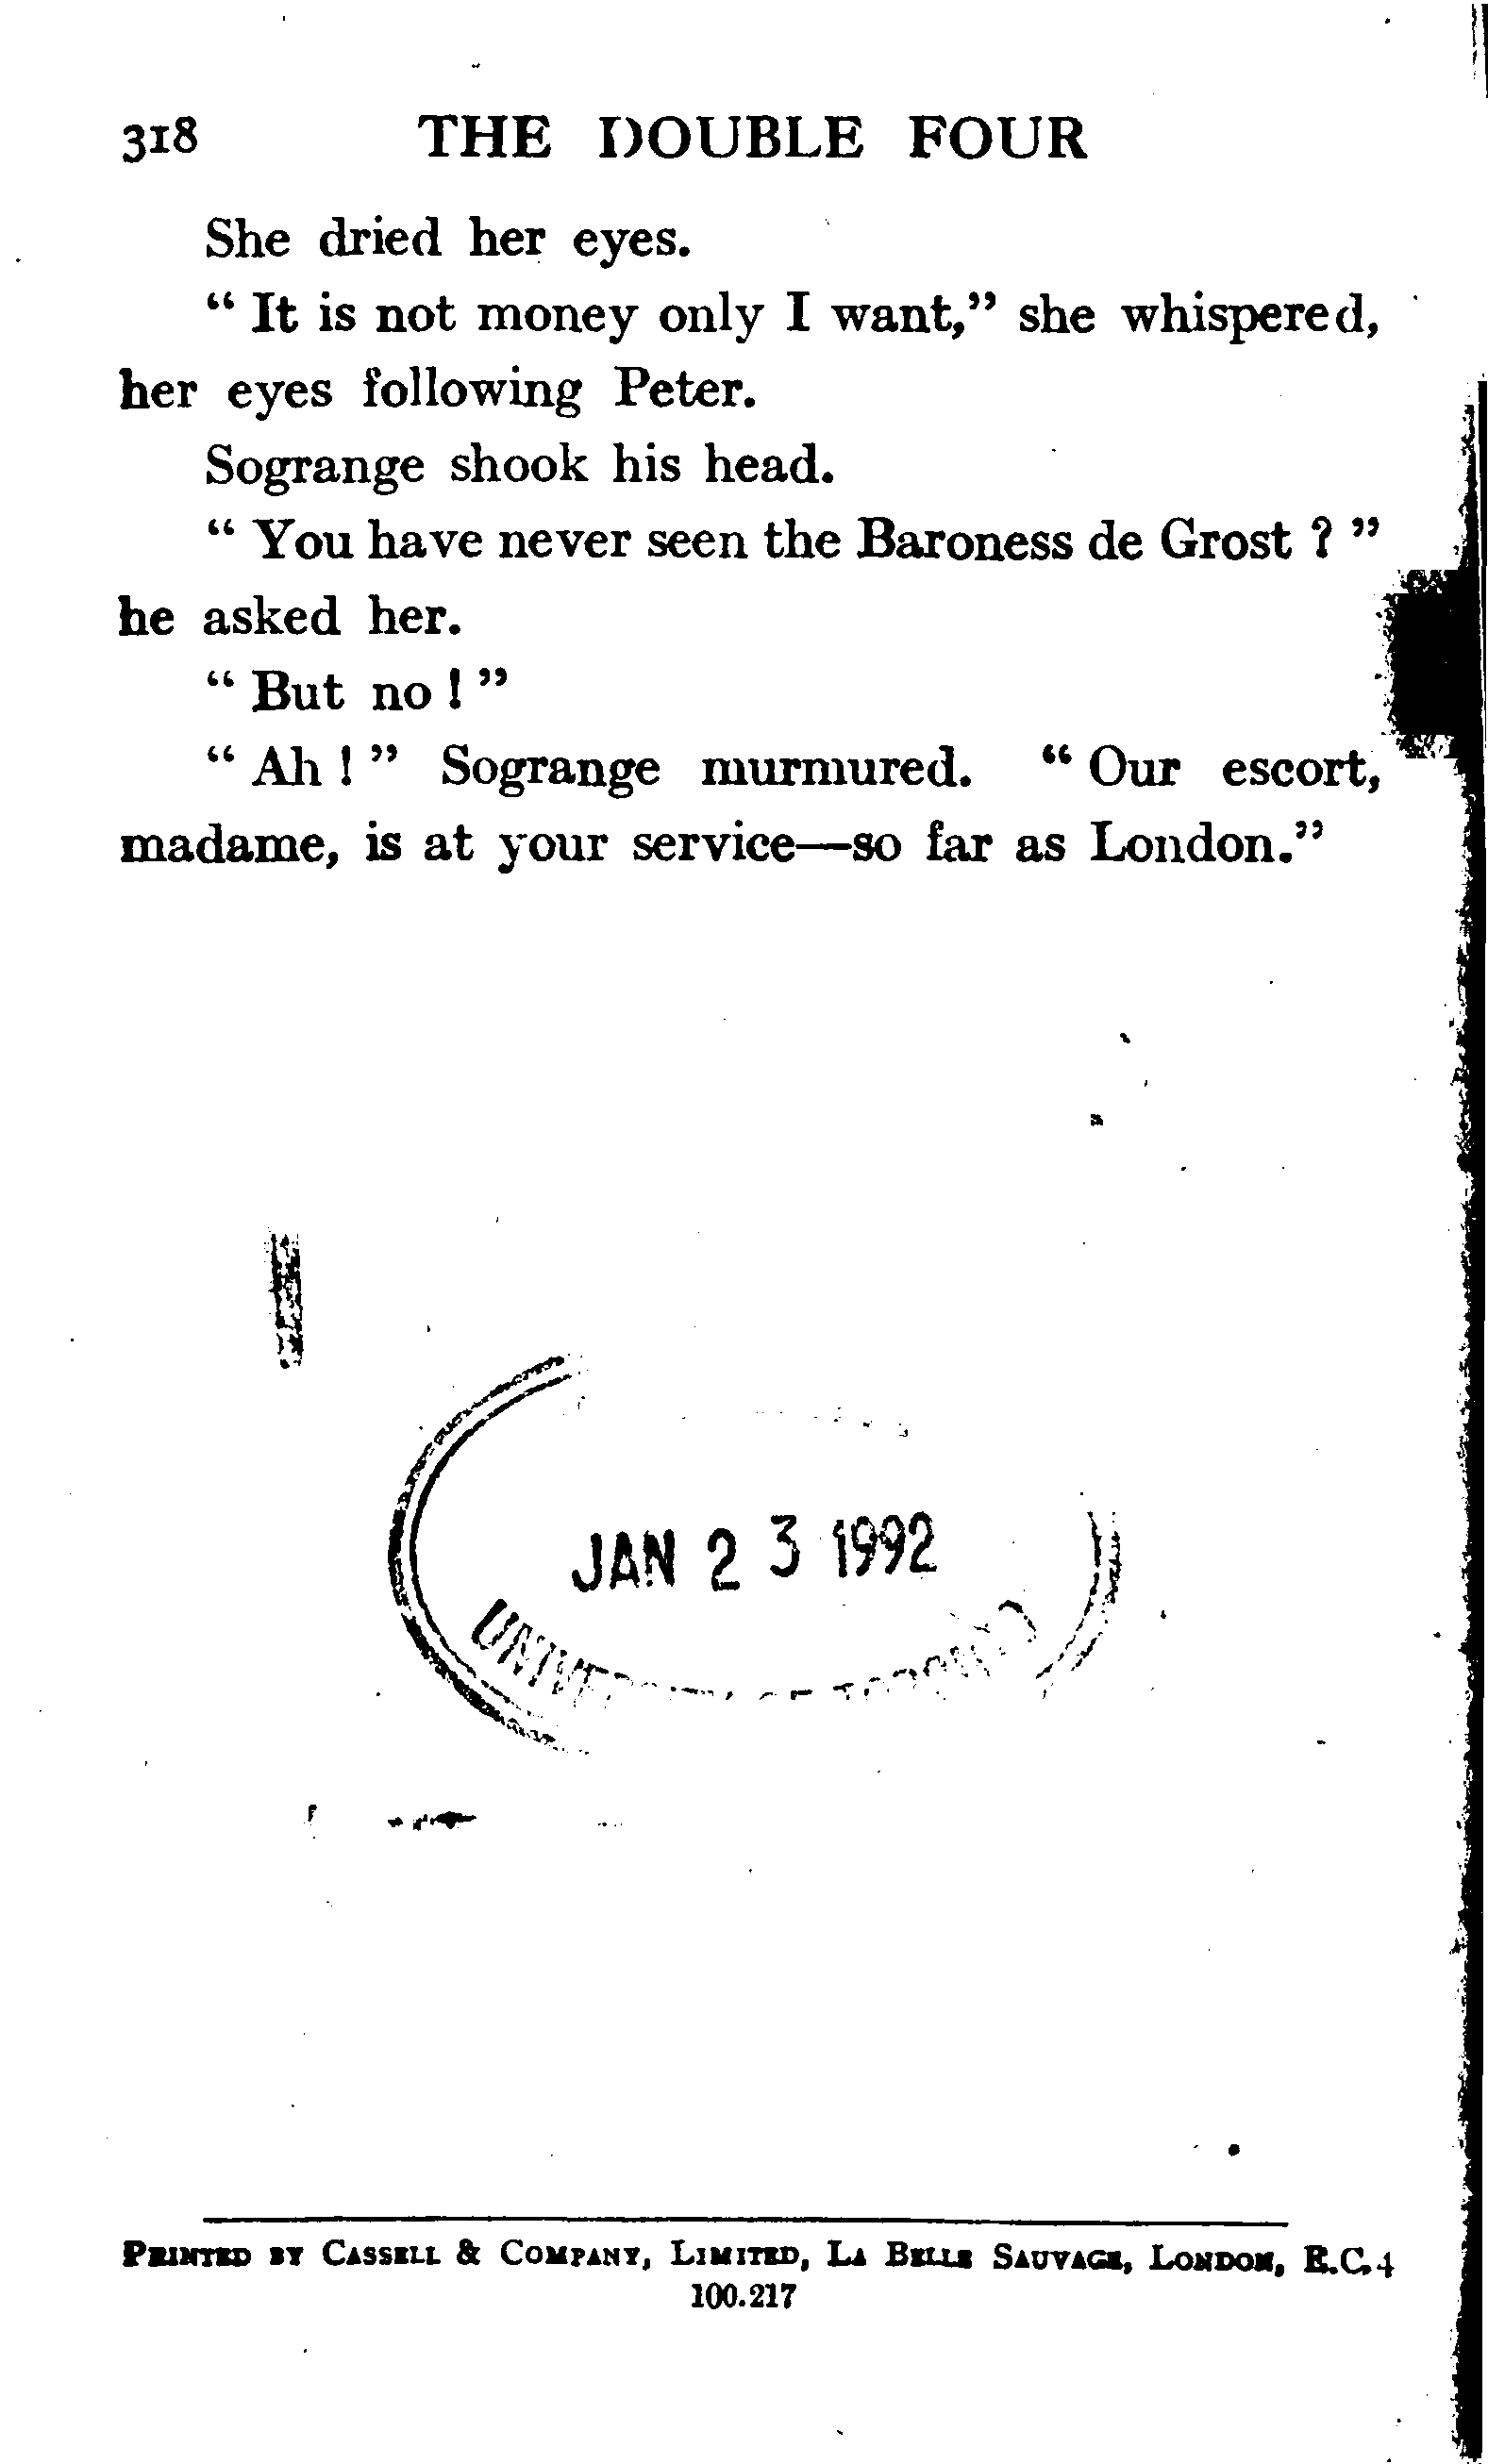 318 THE DOUBLE FOUR
She dried her eyes.
“ It is not money only I want,” she whispered,
her eyes following Peter.
Sogrange shook his head.
“ You have never seen the Baroness de Grost ? ”
he asked her.
“ But no ! ”
“ Ah ! ” Sogrange murmured. “ Our escort,
madame, is at your service—so far as London.”
JAN 23 1992
PRINTED BY CASSELL & COMPANY, LIMITED, LA BELLE SAUVAGE, LONDON, E.C.4
100.217